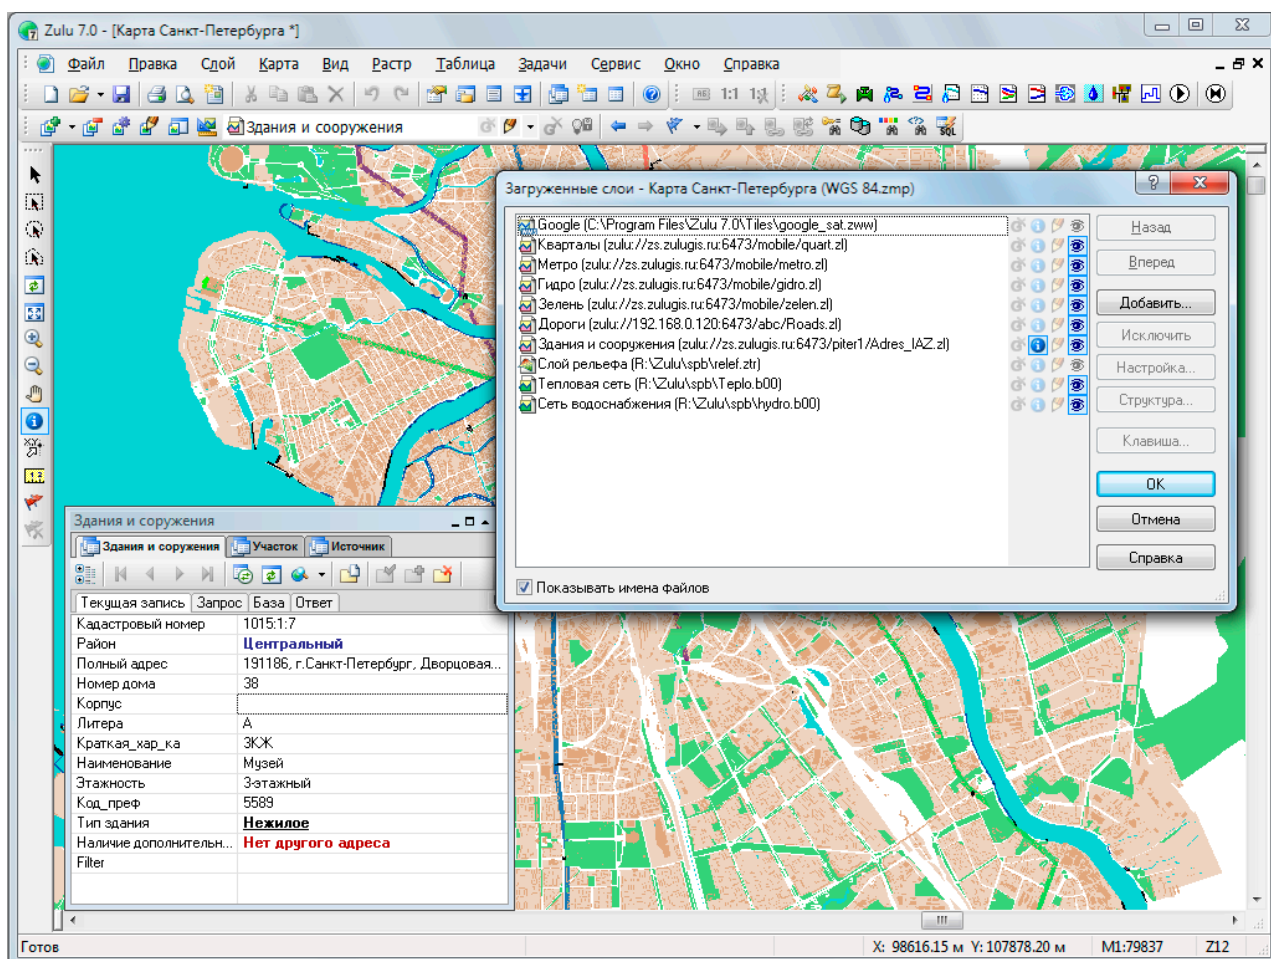 Zulu 7.0 - [Карта Санкт-Петербурга *]
Файл Правка Слой Карта Вид Растр Таблица Задачи Сервис Окно Справка
1:1
Здания и сооружения
SQL
Загруженные слои - Карта Санкт-Петербурга (WGS 84.zmp)
Google (C:\Program Files\Zulu 7.0\Tiles\google_sat.zww)
Кварталы (zulu://zs.zulugis.ru:6473/mobile/quart.zl)
Метро (zulu://zs.zulugis.ru:6473/mobile/metro.zl)
Гидро (zulu://zs.zulugis.ru:6473/mobile/gidro.zl)
Зелень (zulu://zs.zulugis.ru:6473/mobile/zelen.zl)
Дороги (zulu://192.168.0.120:6473/abc/Roads.zl)
Здания и сооружения (zulu://zs.zulugis.ru:6473/piter1/Adres_IAZ.zl)
Слой рельефа (R:\Zulu\spb\relef.ztr)
Тепловая сеть (R:\Zulu\spb\Teplo.b00)
Сеть водоснабжения (R:\Zulu\spb\hydro.b00)
Назад
Вперед
Добавить...
Исключить
Настройка...
Структура...
Клавиша...
OK
Отмена
Справка
Показывать имена файлов
Здания и соружения
Здания и соружения Участок Источник
Текущая запись Запрос База Ответ
Кадастровый номер 1015:1:7
Район Центральный
Полный адрес 191186, г.Санкт-Петербург, Дворцовая...
Номер дома 38
Корпус
Литера А
Краткая_хар_ка ЗКЖ
Наименование Музей
Этажность 3-этажный
Код_преф 5589
Тип здания Нежилое
Наличие дополнительн... Нет другого адреса
Filter
Готов X: 98616.15 м Y: 107878.20 м M1:79837 Z12